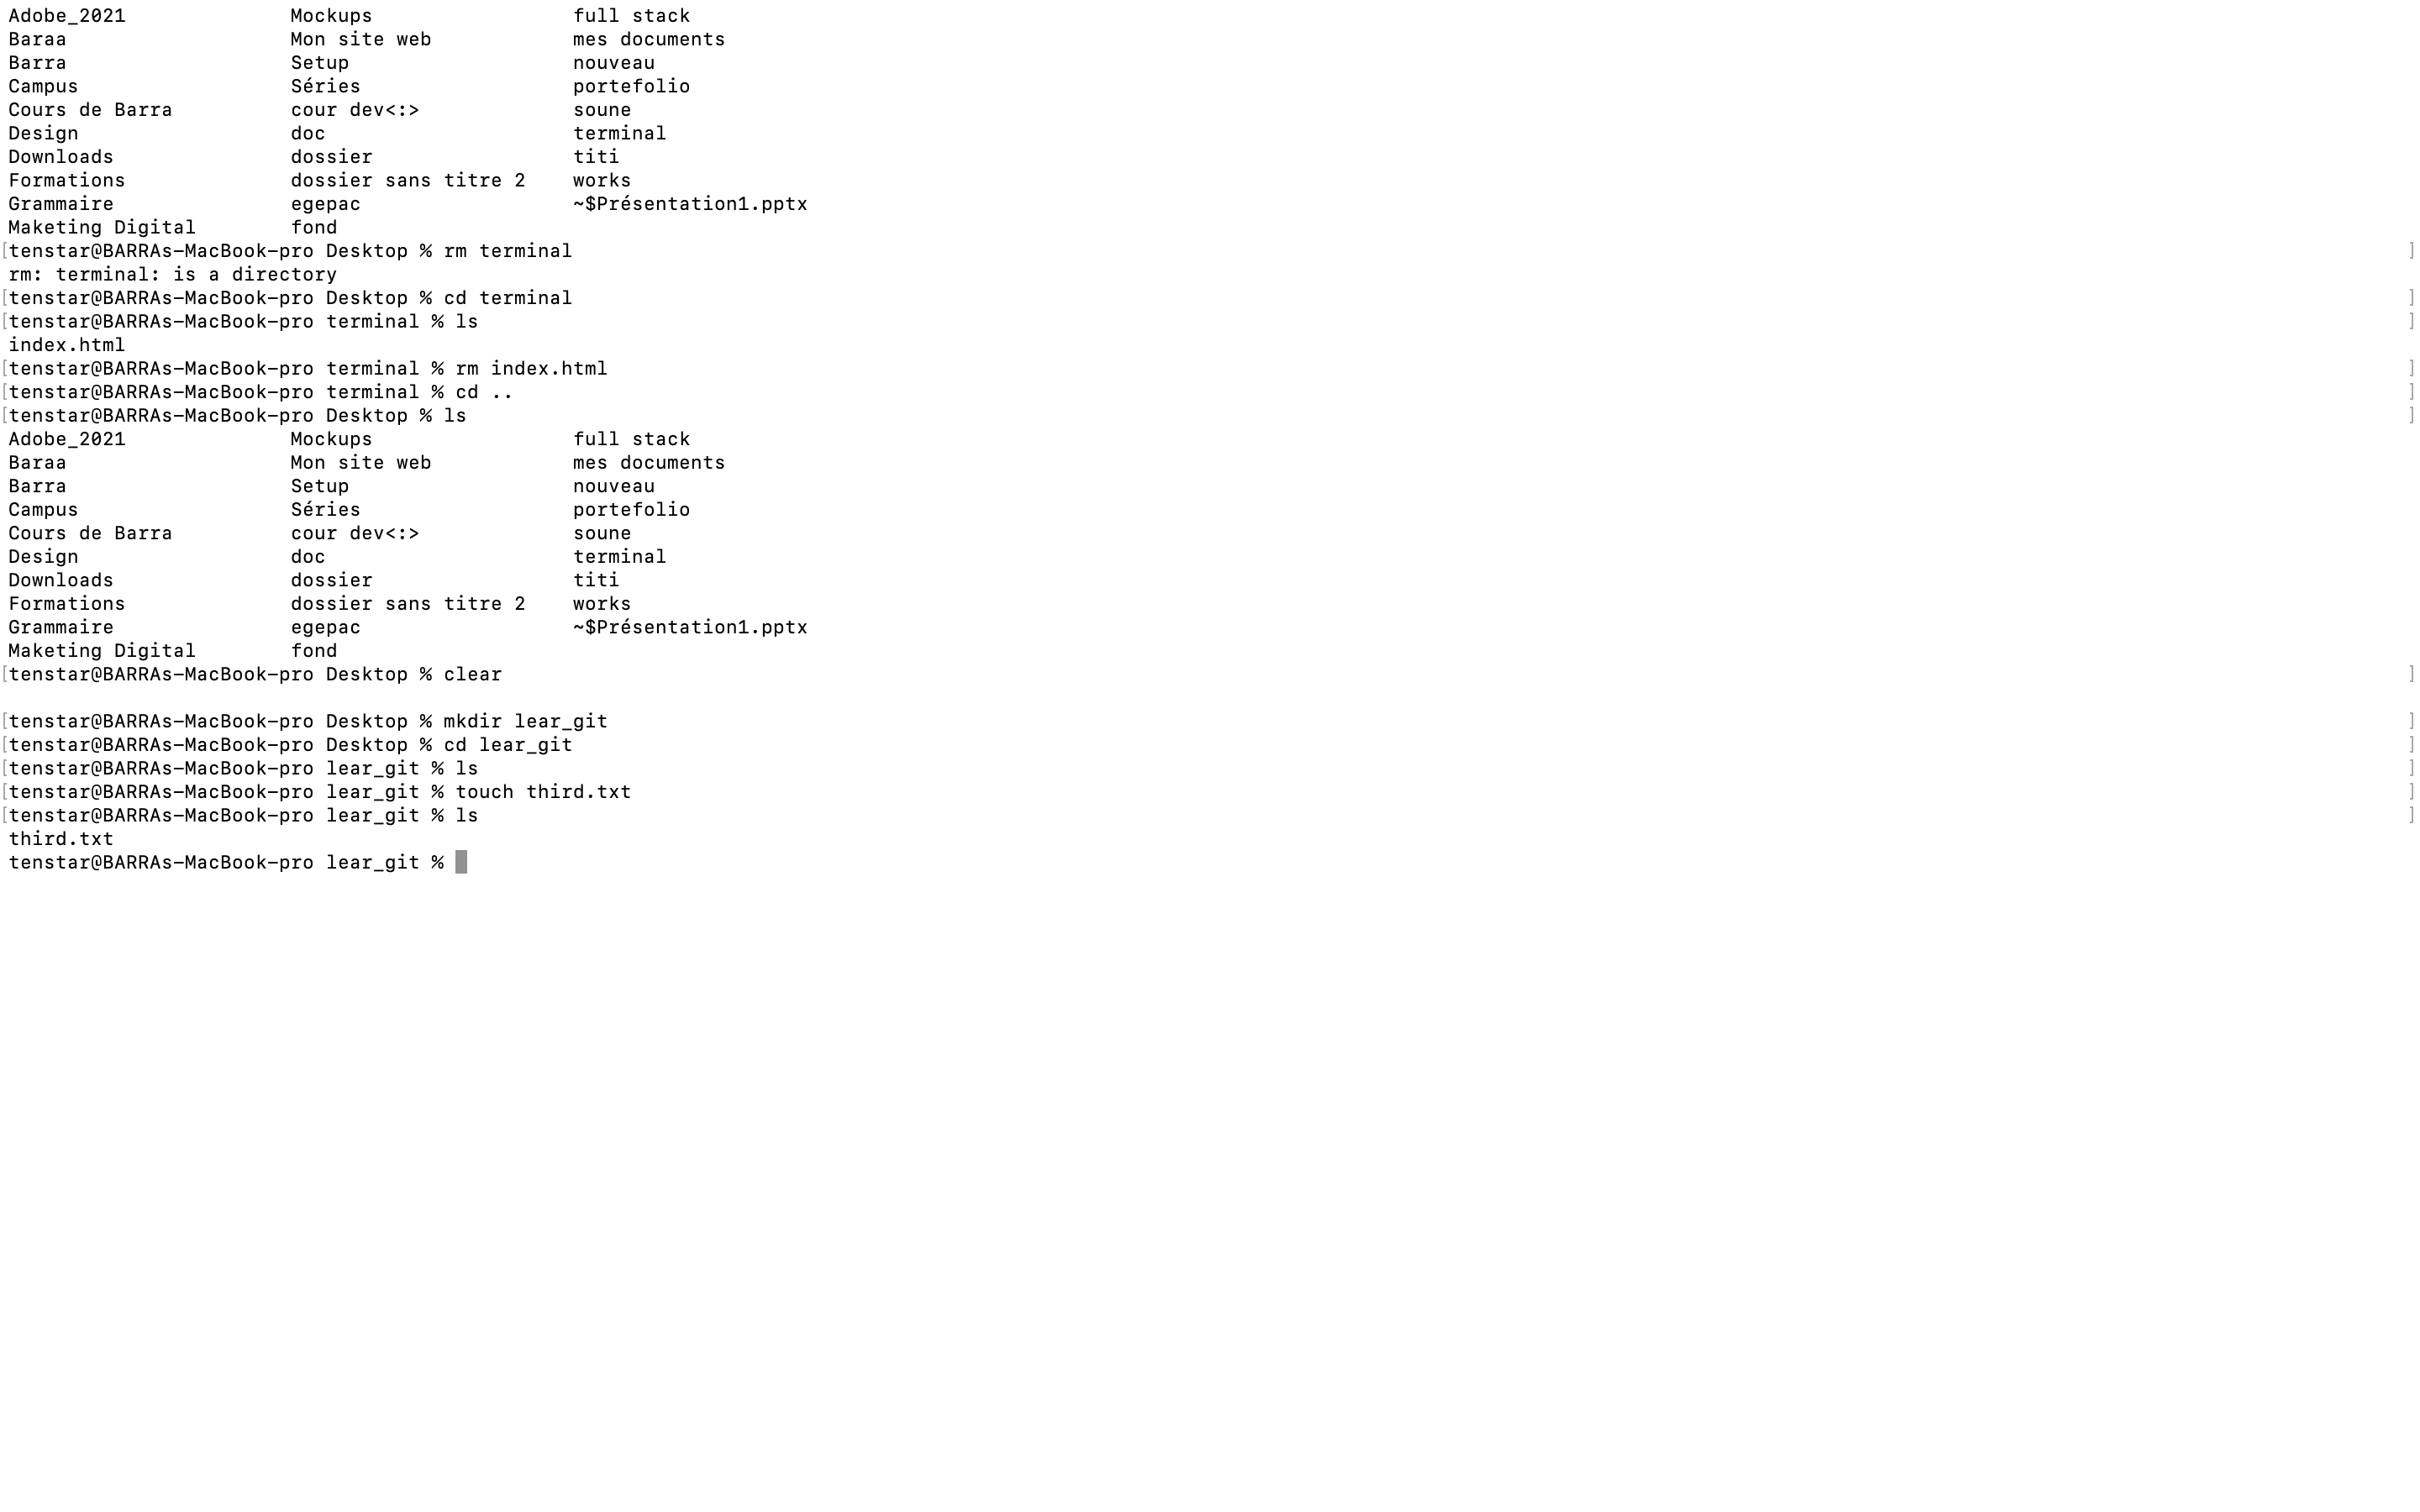 Adobe_2021 Mockups full stack
Baraa Mon site web mes documents
Barra Setup nouveau
Campus Séries portefolio
Cours de Barra cour dev<:> soune
Design doc terminal
Downloads dossier titi
Formations dossier sans titre 2 works
Grammaire egepac ~$Présentation1.pptx
Maketing Digital fond
[tenstar@BARRAs-MacBook-pro Desktop % rm terminal ]
rm: terminal: is a directory
[tenstar@BARRAs-MacBook-pro Desktop % cd terminal ]
[tenstar@BARRAs-MacBook-pro terminal % ls ]
index.html
[tenstar@BARRAs-MacBook-pro terminal % rm index.html ]
[tenstar@BARRAs-MacBook-pro terminal % cd .. ]
[tenstar@BARRAs-MacBook-pro Desktop % ls ]
Adobe_2021 Mockups full stack
Baraa Mon site web mes documents
Barra Setup nouveau
Campus Séries portefolio
Cours de Barra cour dev<:> soune
Design doc terminal
Downloads dossier titi
Formations dossier sans titre 2 works
Grammaire egepac ~$Présentation1.pptx
Maketing Digital fond
[tenstar@BARRAs-MacBook-pro Desktop % clear ]
[tenstar@BARRAs-MacBook-pro Desktop % mkdir lear_git ]
[tenstar@BARRAs-MacBook-pro Desktop % cd lear_git ]
[tenstar@BARRAs-MacBook-pro lear_git % ls ]
[tenstar@BARRAs-MacBook-pro lear_git % touch third.txt ]
[tenstar@BARRAs-MacBook-pro lear_git % ls ]
third.txt
tenstar@BARRAs-MacBook-pro lear_git %